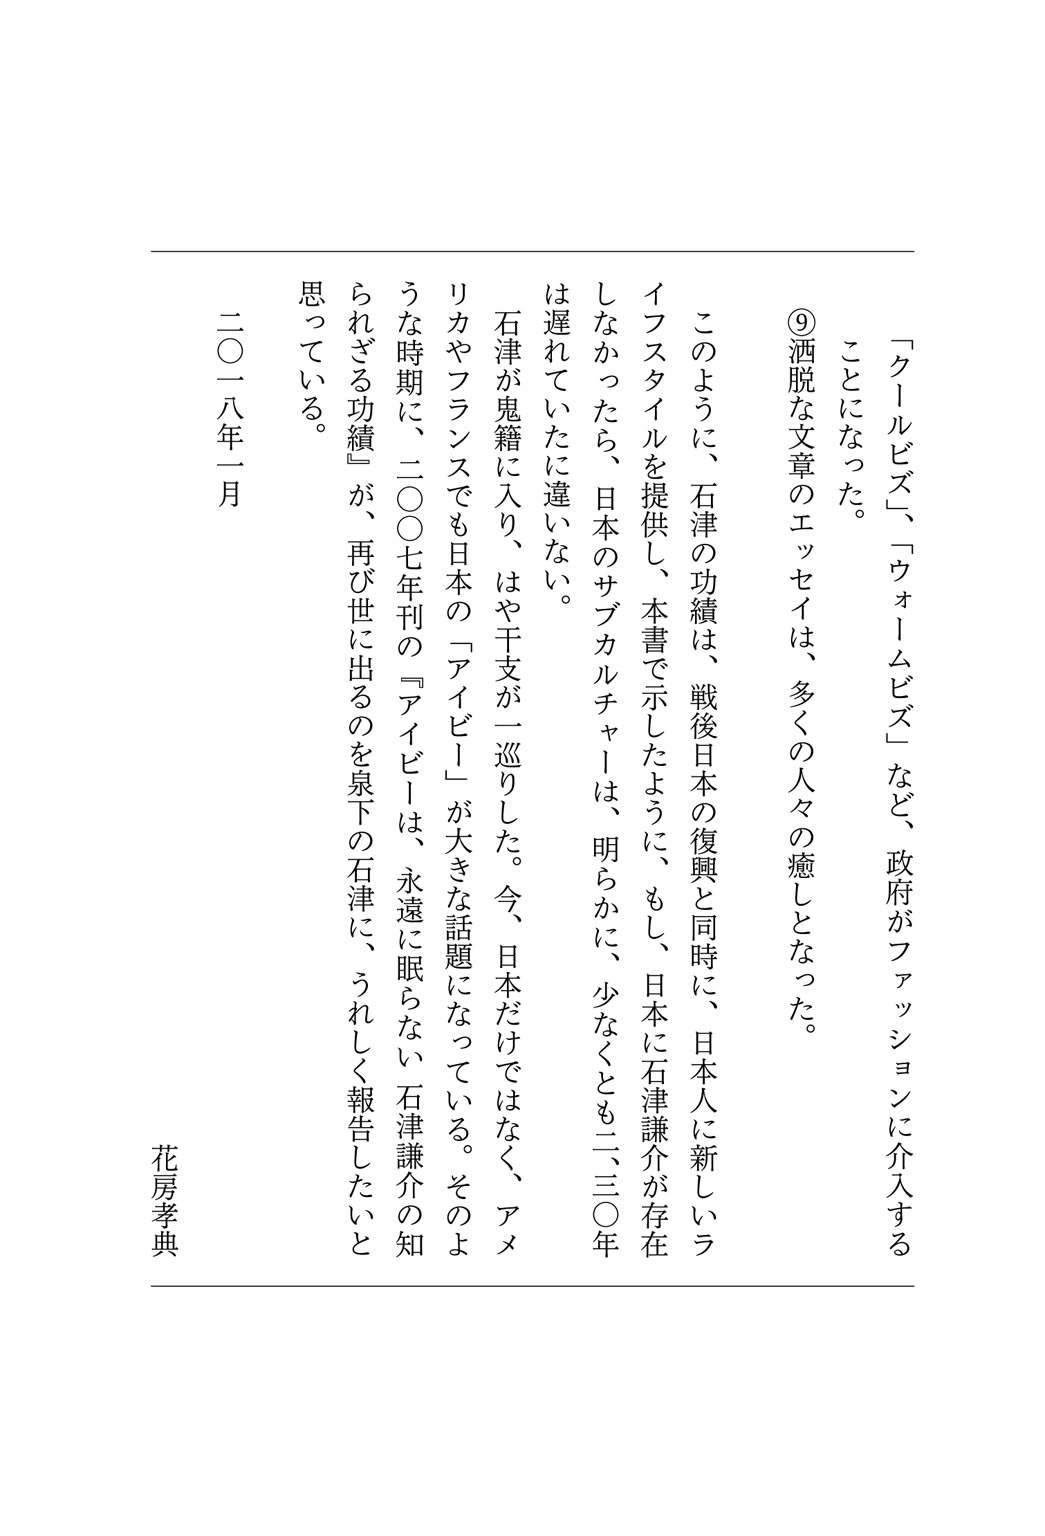 「クールビズ」、「ウォームビズ」など、政府がファッションに介入する
ことになった。
⑨洒脱な文章のエッセイは、多くの人々の癒しとなった。
このように、石津の功績は、戦後日本の復興と同時に、日本人に新しいラ
イフスタイルを提供し、本書で示したように、もし、日本に石津謙介が存在
しなかったら、日本のサブカルチャーは、明らかに、少なくとも二、三〇年
は遅れていたに違いない。
石津が鬼籍に入り、はや干支が一巡りした。今、日本だけではなく、アメ
リカやフランスでも日本の「アイビー」が大きな話題になっている。そのよ
うな時期に、二〇〇七年刊の『アイビーは、永遠に眠らない 石津謙介の知
られざる功績』が、再び世に出るのを泉下の石津に、うれしく報告したいと
思っている。
二〇一八年一月
花房孝典